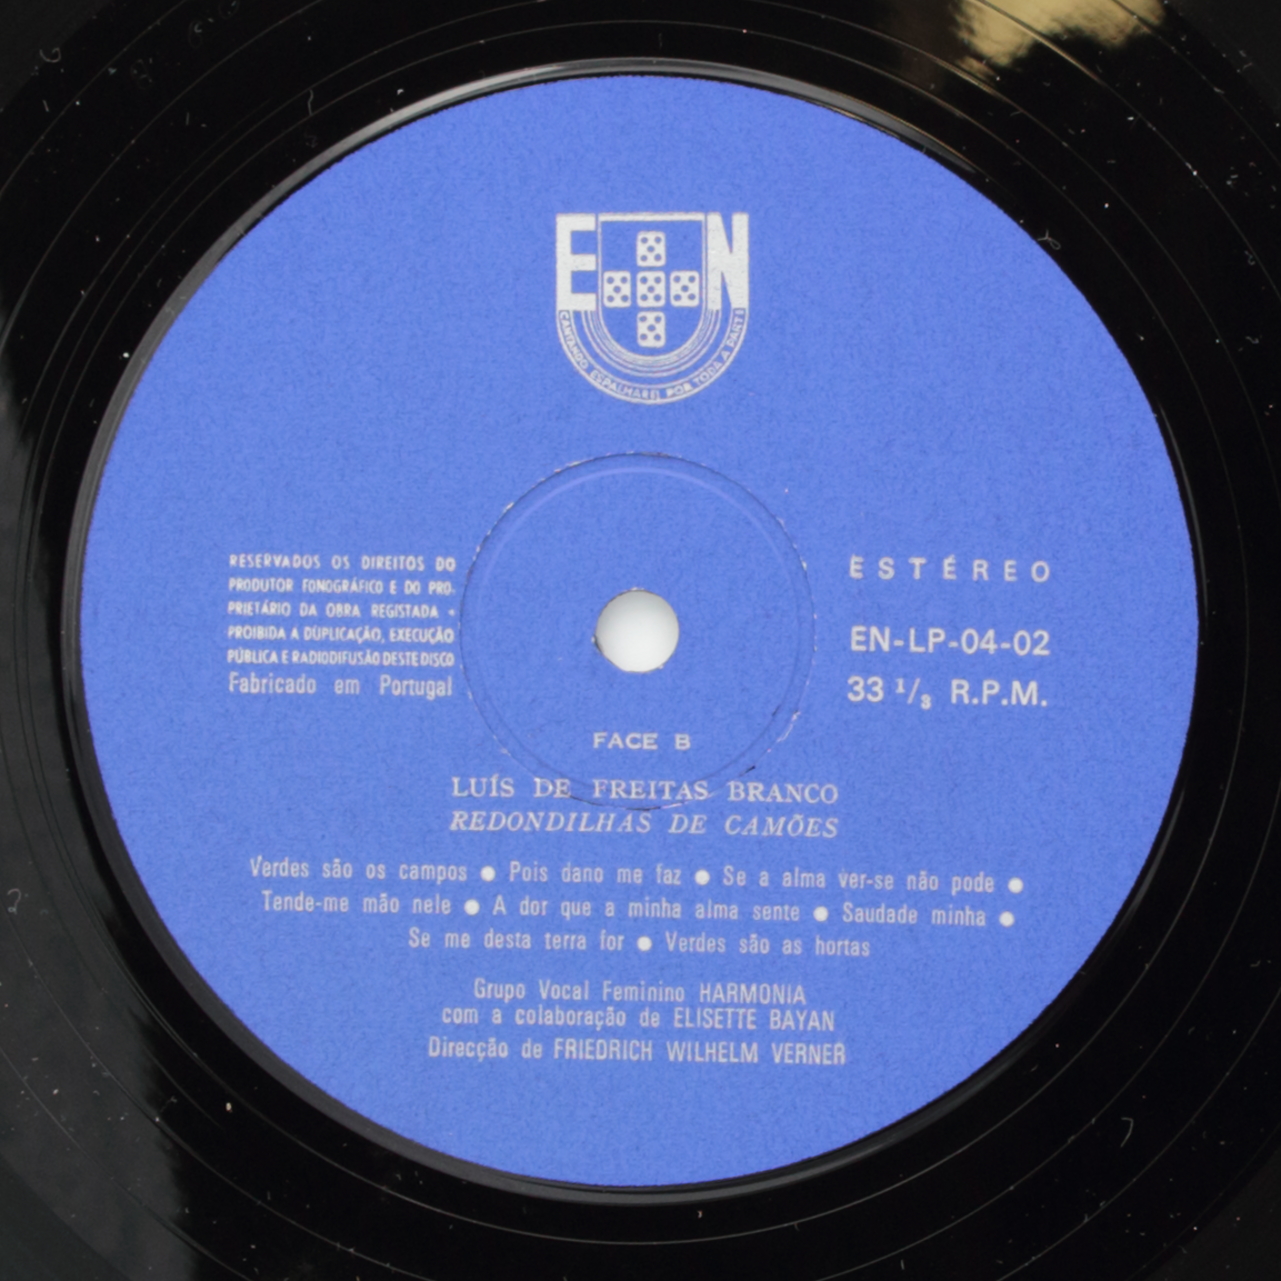 EN
CANTANDO ESPALHAREI POR TODA A PARTE
RESERVADOS OS DIREITOS DO
PRODUTOR FONOGRÁFICO E DO PRO-
PRIETÁRIO DA OBRA REGISTADA •
PROIBIDA A DUPLICAÇÃO, EXECUÇÃO
PÚBLICA E RADIODIFUSÃO DESTE DISCO
Fabricado em Portugal
ESTÉREO
EN-LP-04-02
33 1/3 R.P.M.
FACE B
LUÍS DE FREITAS BRANCO
REDONDILHAS DE CAMÕES
Verdes são os campos ● Pois dano me faz ● Se a alma ver-se não pode ●
Tende-me mão nele ● A dor que a minha alma sente ● Saudade minha ●
Se me desta terra for ● Verdes são as hortas
Grupo Vocal Feminino HARMONIA
com a colaboração de ELISETTE BAYAN
Direcção de FRIEDRICH WILHELM VERNER